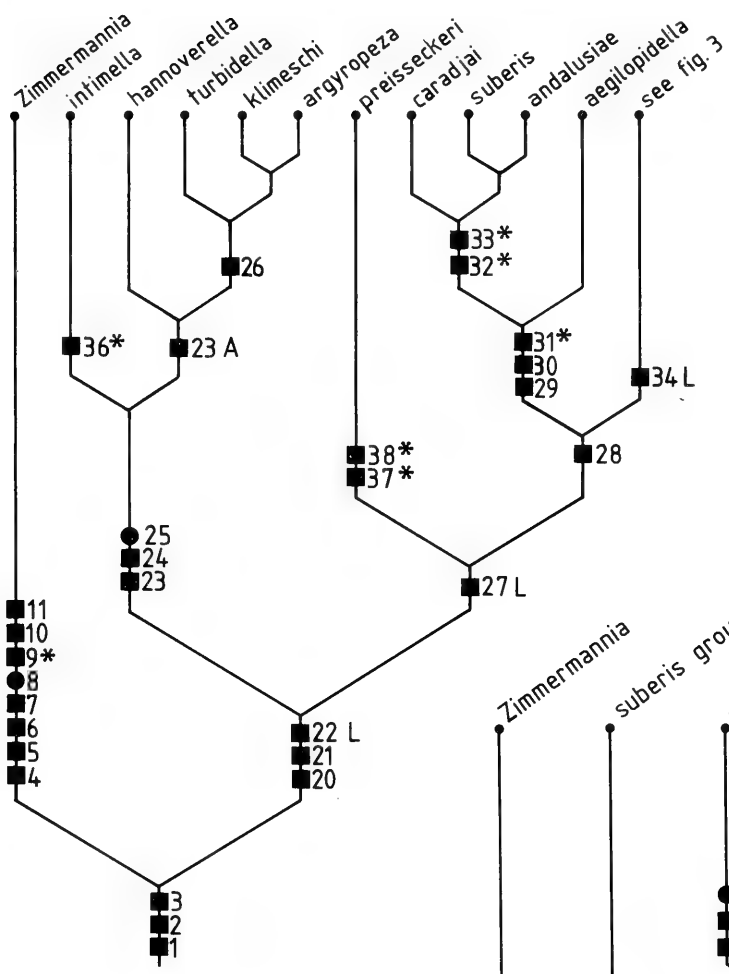 Zimmermannia
intimella
hannoverella
turbidella
klimeschi
argyropeza
preisseckeri
caradjai
suberis
andalusiae
aegilopidella
see fig. 3
33*
32*
26
36*
23 A
31*
30
29
34 L
38*
37*
28
25
24
23
27 L
11
10
9*
8
7
6
5
4
22 L
21
20
3
2
1
Zimmermannia
suberis grou